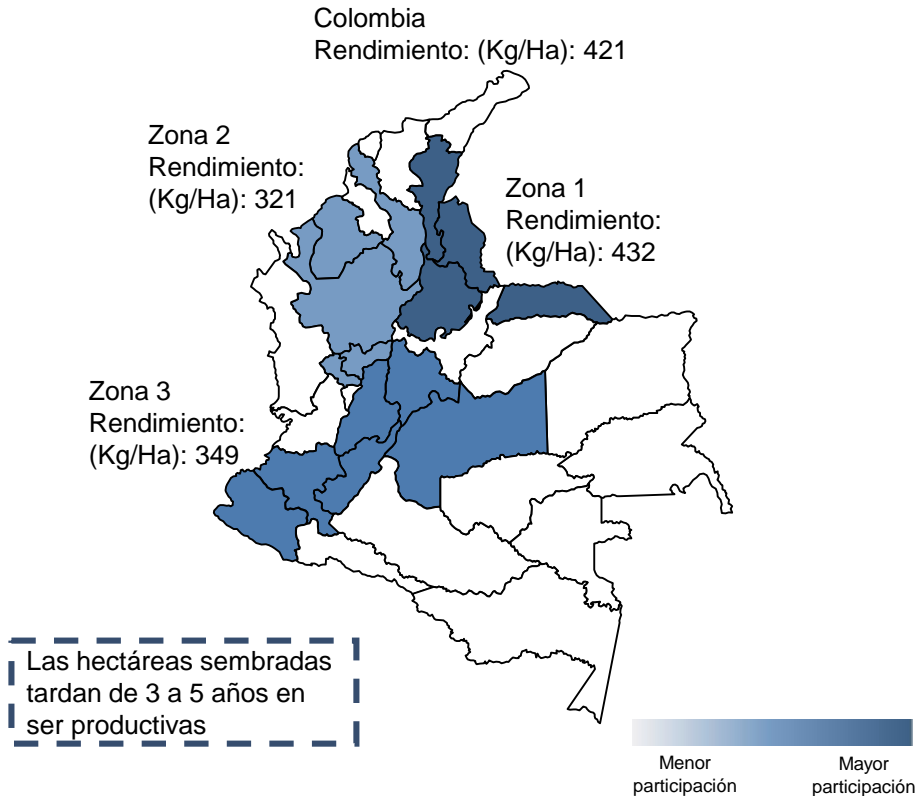 Colombia
Rendimiento: (Kg/Ha): 421
Zona 2
Rendimiento:
(Kg/Ha): 321
Zona 1
Rendimiento:
(Kg/Ha): 432
Zona 3
Rendimiento:
(Kg/Ha): 349
Las hectáreas sembradas
tardan de 3 a 5 años en
ser productivas
Menor
participación
Mayor
participación